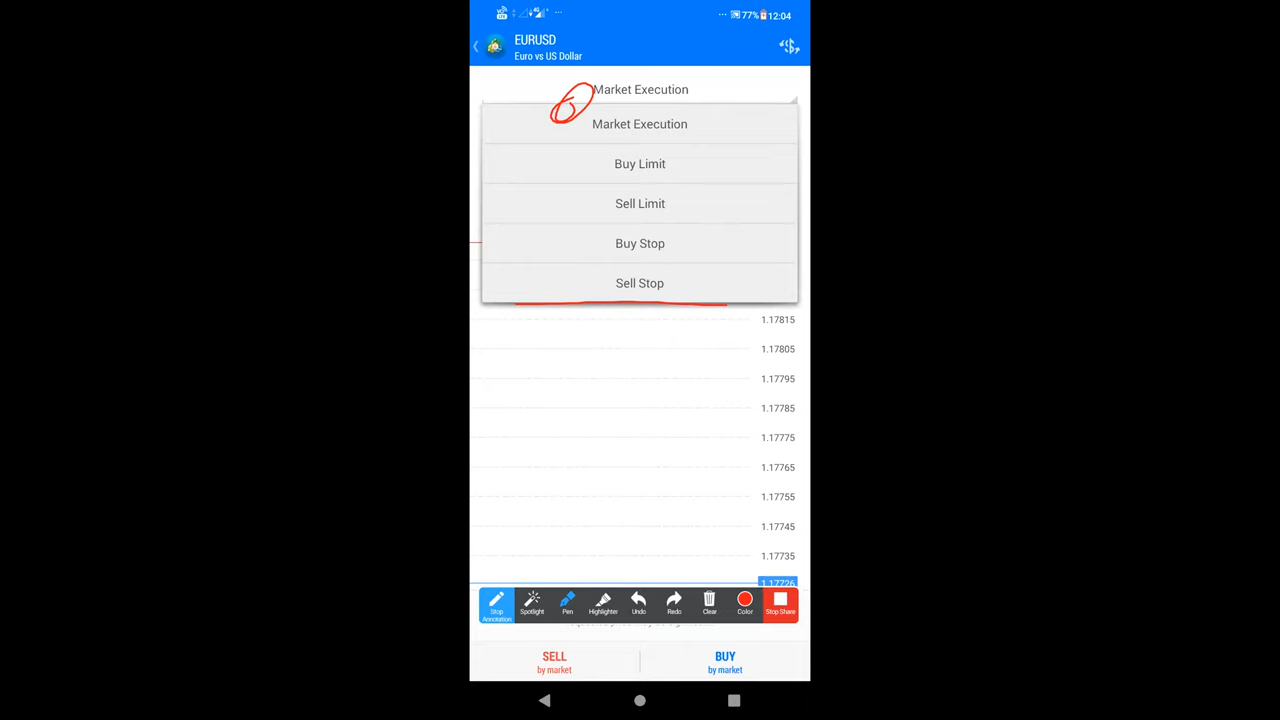 77% 12:04
EURUSD
Euro vs US Dollar
Market Execution
Market Execution
Buy Limit
Sell Limit
Buy Stop
Sell Stop
1.17815
1.17805
1.17795
1.17785
1.17775
1.17765
1.17755
1.17745
1.17735
1.17726
Stop Annotation
Spotlight
Pen
Highlighter
Undo
Redo
Clear
Color
Stop Share
SELL
by market
BUY
by market